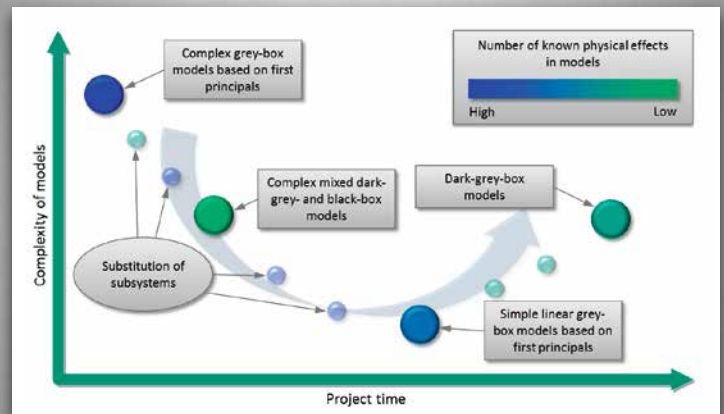 Complex grey-box
models based on first
principals
Number of known physical effects
in models
High
Low
Complex mixed dark-
grey- and black-box
models
Dark-grey-box
models
Substitution of
subsystems
Simple linear grey-
box models based on
first principals
Complexity of models
Project time